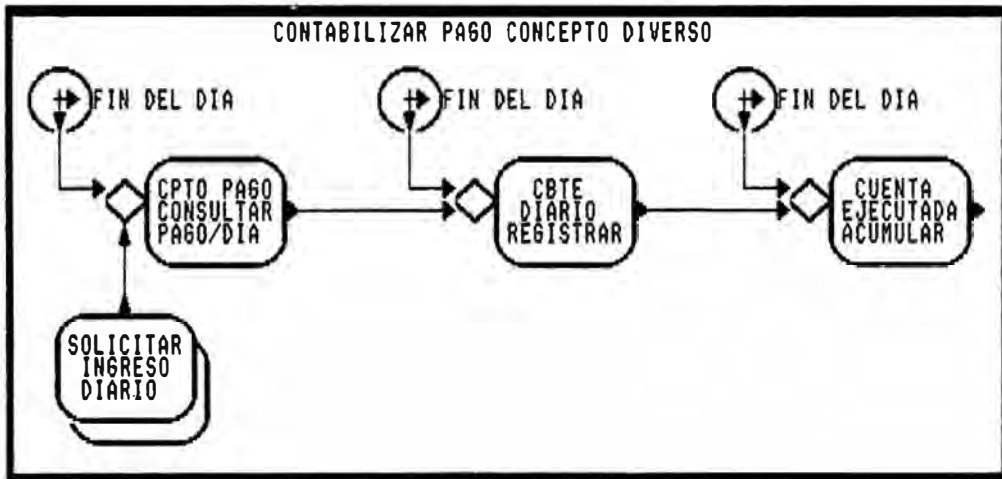 CONTABILIZAR PAGO CONCEPTO DIVERSO
FIN DEL DIA
FIN DEL DIA
FIN DEL DIA
CPTO PAGO
CONSULTAR
PAGO/DIA
CBTE
DIARIO
REGISTRAR
CUENTA
EJECUTADA
ACUMULAR
SOLICITAR
INGRESO
DIARIO